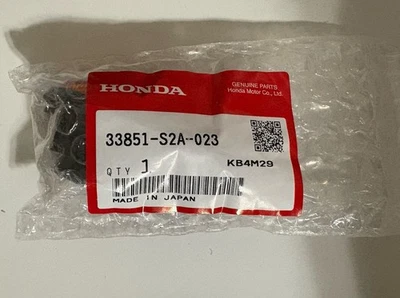 HONDA
GENUINE PARTS
Honda Motor Co., Ltd.
33851-S2A-023
QTY 1
KB4M29
MADE IN JAPAN